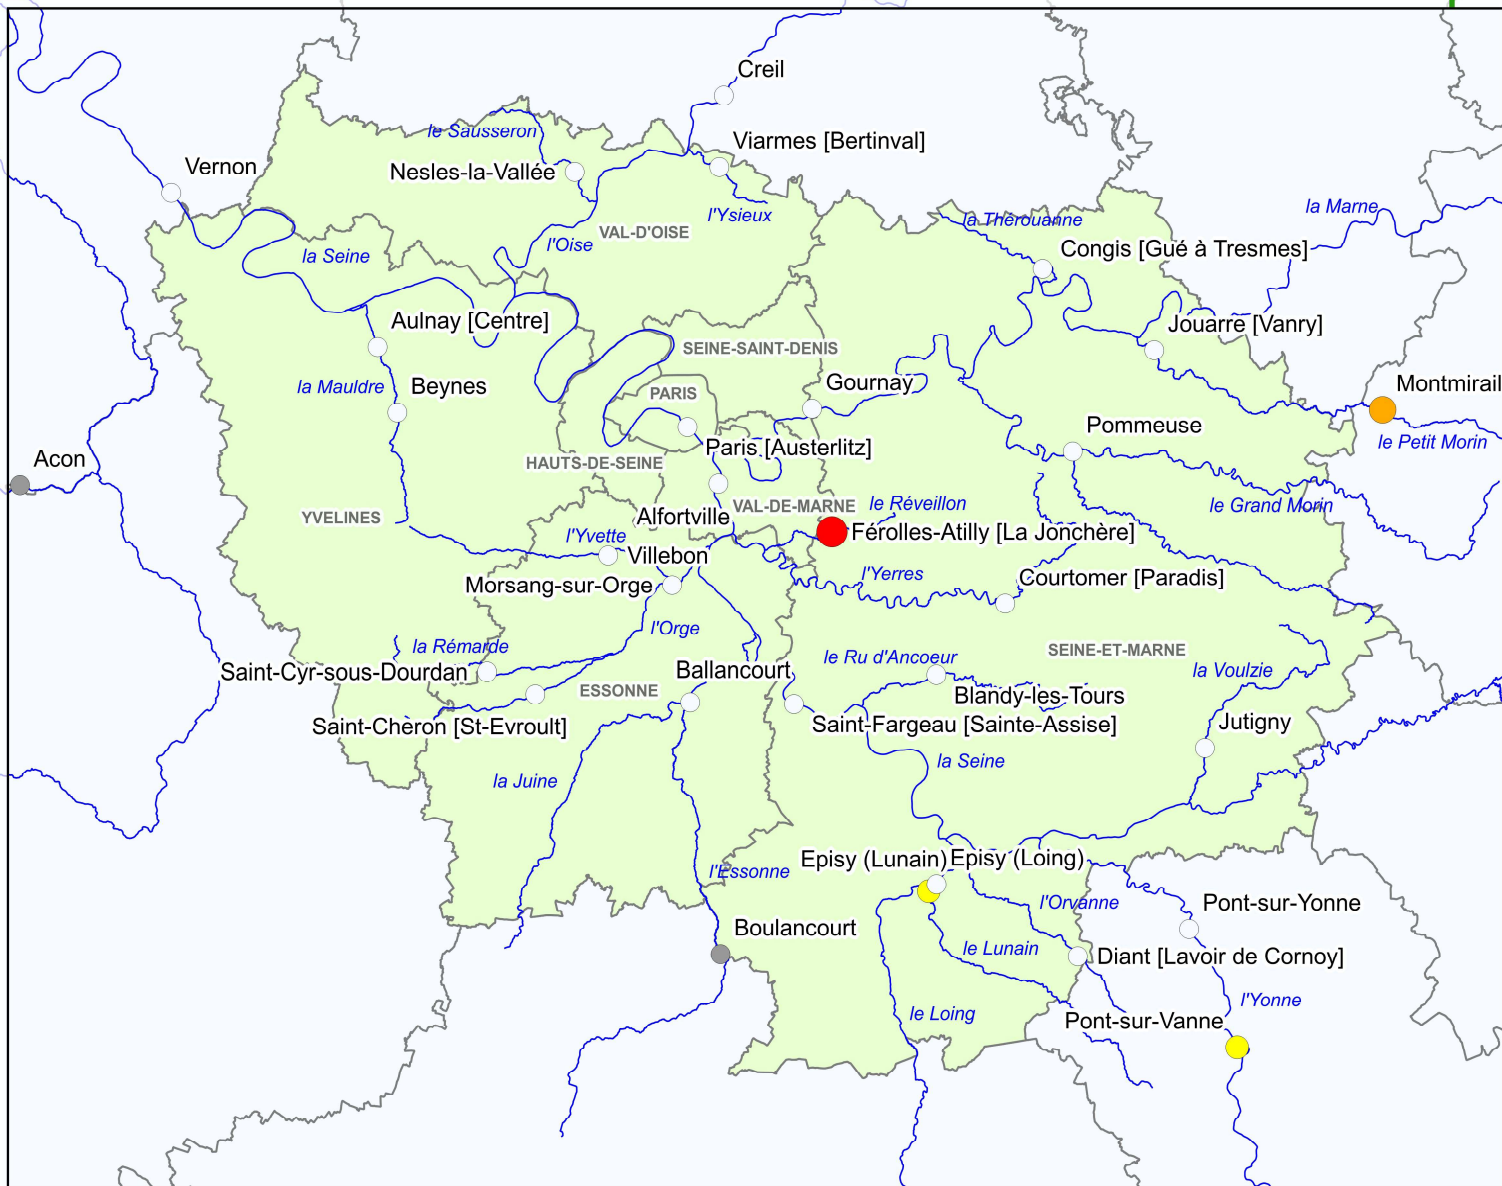 Creil
le Sausseron
Viarmes [Bertinval]
Vernon
Nesles-la-Vallée
la Marne
l'Ysieux
la Thérouanne
VAL-D'OISE
l'Oise
Congis [Gué à Tresmes]
la Seine
Aulnay [Centre]
Jouarre [Vanry]
SEINE-SAINT-DENIS
la Mauldre
Beynes
PARIS
Gournay
Montmirail
Pommeuse
le Petit Morin
Paris [Austerlitz]
Acon
HAUTS-DE-SEINE
VAL-DE-MARNE
le Réveillon
le Grand Morin
YVELINES
Alfortville
l'Yvette
Férolles-Atilly [La Jonchère]
Villebon
l'Yerres
Courtomer [Paradis]
Morsang-sur-Orge
l'Orge
la Rémarde
SEINE-ET-MARNE
le Ru d'Ancoeur
Saint-Cyr-sous-Dourdan
Ballancourt
la Voulzie
ESSONNE
Blandy-les-Tours
Saint-Cheron [St-Evroult]
Saint-Fargeau [Sainte-Assise]
Jutigny
la Seine
la Juine
Episy (Lunain)
Episy (Loing)
l'Essonne
l'Orvanne
Pont-sur-Yonne
Boulancourt
le Lunain
Diant [Lavoir de Cornoy]
l'Yonne
le Loing
Pont-sur-Vanne